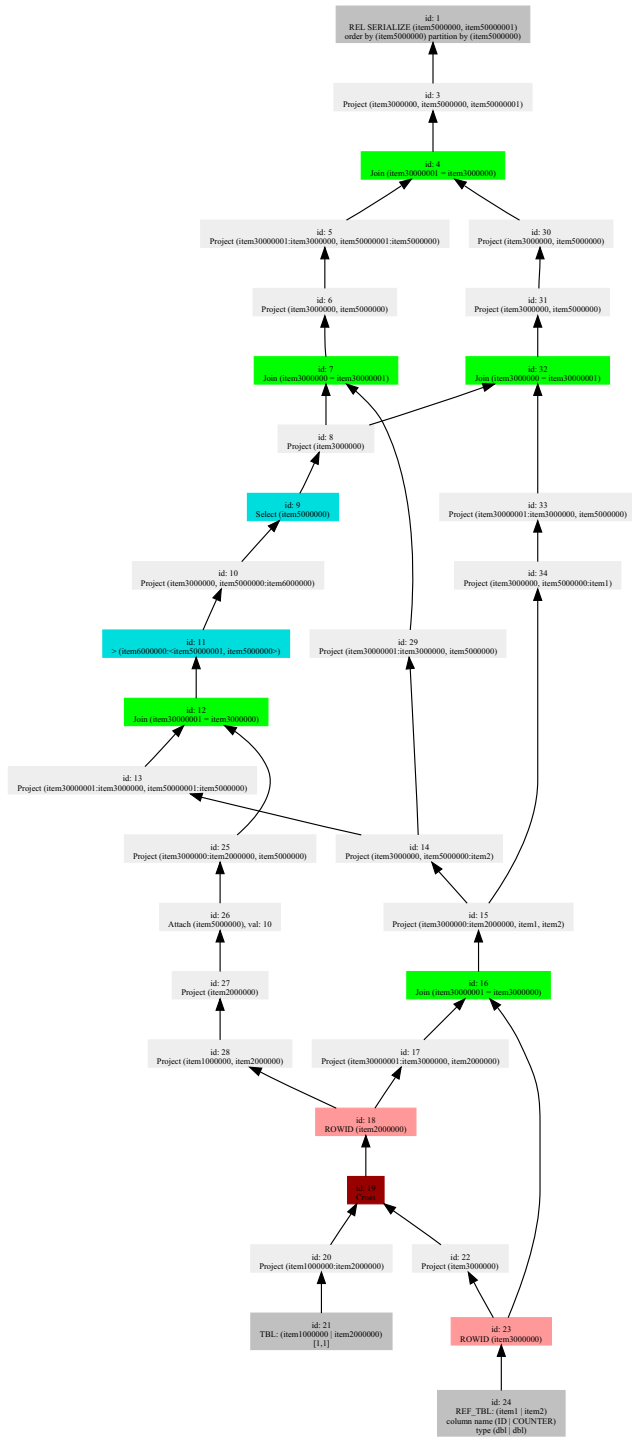 id: 1
REL SERIALIZE (item5000000, item50000001)
order by (item5000000) partition by (item5000000)
id: 3
Project (item3000000, item5000000, item50000001)
id: 4
Join (item30000001 = item3000000)
id: 5
Project (item30000001:item3000000, item50000001:item5000000)
id: 30
Project (item3000000, item5000000)
id: 6
Project (item3000000, item5000000)
id: 31
Project (item3000000, item5000000)
id: 7
Join (item3000000 = item30000001)
id: 32
Join (item3000000 = item30000001)
id: 8
Project (item3000000)
id: 9
Select (item5000000)
id: 33
Project (item30000001:item3000000, item5000000)
id: 10
Project (item3000000, item5000000:item6000000)
id: 34
Project (item3000000, item5000000:item1)
id: 11
> (item6000000:<item50000001, item5000000>)
id: 29
Project (item30000001:item3000000, item5000000)
id: 12
Join (item30000001 = item3000000)
id: 13
Project (item30000001:item3000000, item50000001:item5000000)
id: 25
Project (item3000000:item2000000, item5000000)
id: 14
Project (item3000000, item5000000:item2)
id: 26
Attach (item5000000), val: 10
id: 15
Project (item3000000:item2000000, item1, item2)
id: 27
Project (item2000000)
id: 16
Join (item30000001 = item3000000)
id: 28
Project (item1000000, item2000000)
id: 17
Project (item30000001:item3000000, item2000000)
id: 18
ROWID (item2000000)
id: 19
Cross
id: 20
Project (item1000000:item2000000)
id: 22
Project (item3000000)
id: 21
TBL: (item1000000 | item2000000)
[1,1]
id: 23
ROWID (item3000000)
id: 24
REF_TBL: (item1 | item2)
column name (ID | COUNTER)
type (dbl | dbl)